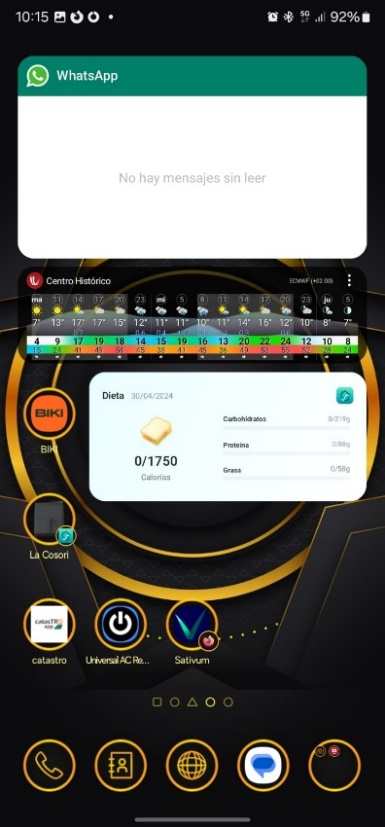 10:15 5G 92%
WhatsApp
No hay mensajes sin leer
Centro Histórico ECMWF (+02:00)
ma 11 14 17 20 23 mi 5 8 11 14 17 20 23 ju 5
7° 13° 17° 17° 15° 12° 11° 11° 10° 11° 14° 16° 12° 10° 8° 7°
4 9 17 19 18 19 15 16 13 20 22 24 12 10 8
Dieta 30/04/2024
Carbohidratos 0/219g
0/1750 Proteína 0/88g
Calorías Grasa 0/58g
BIKI
BIKI
La Cosori
catastro
Universal AC Re... Sativum